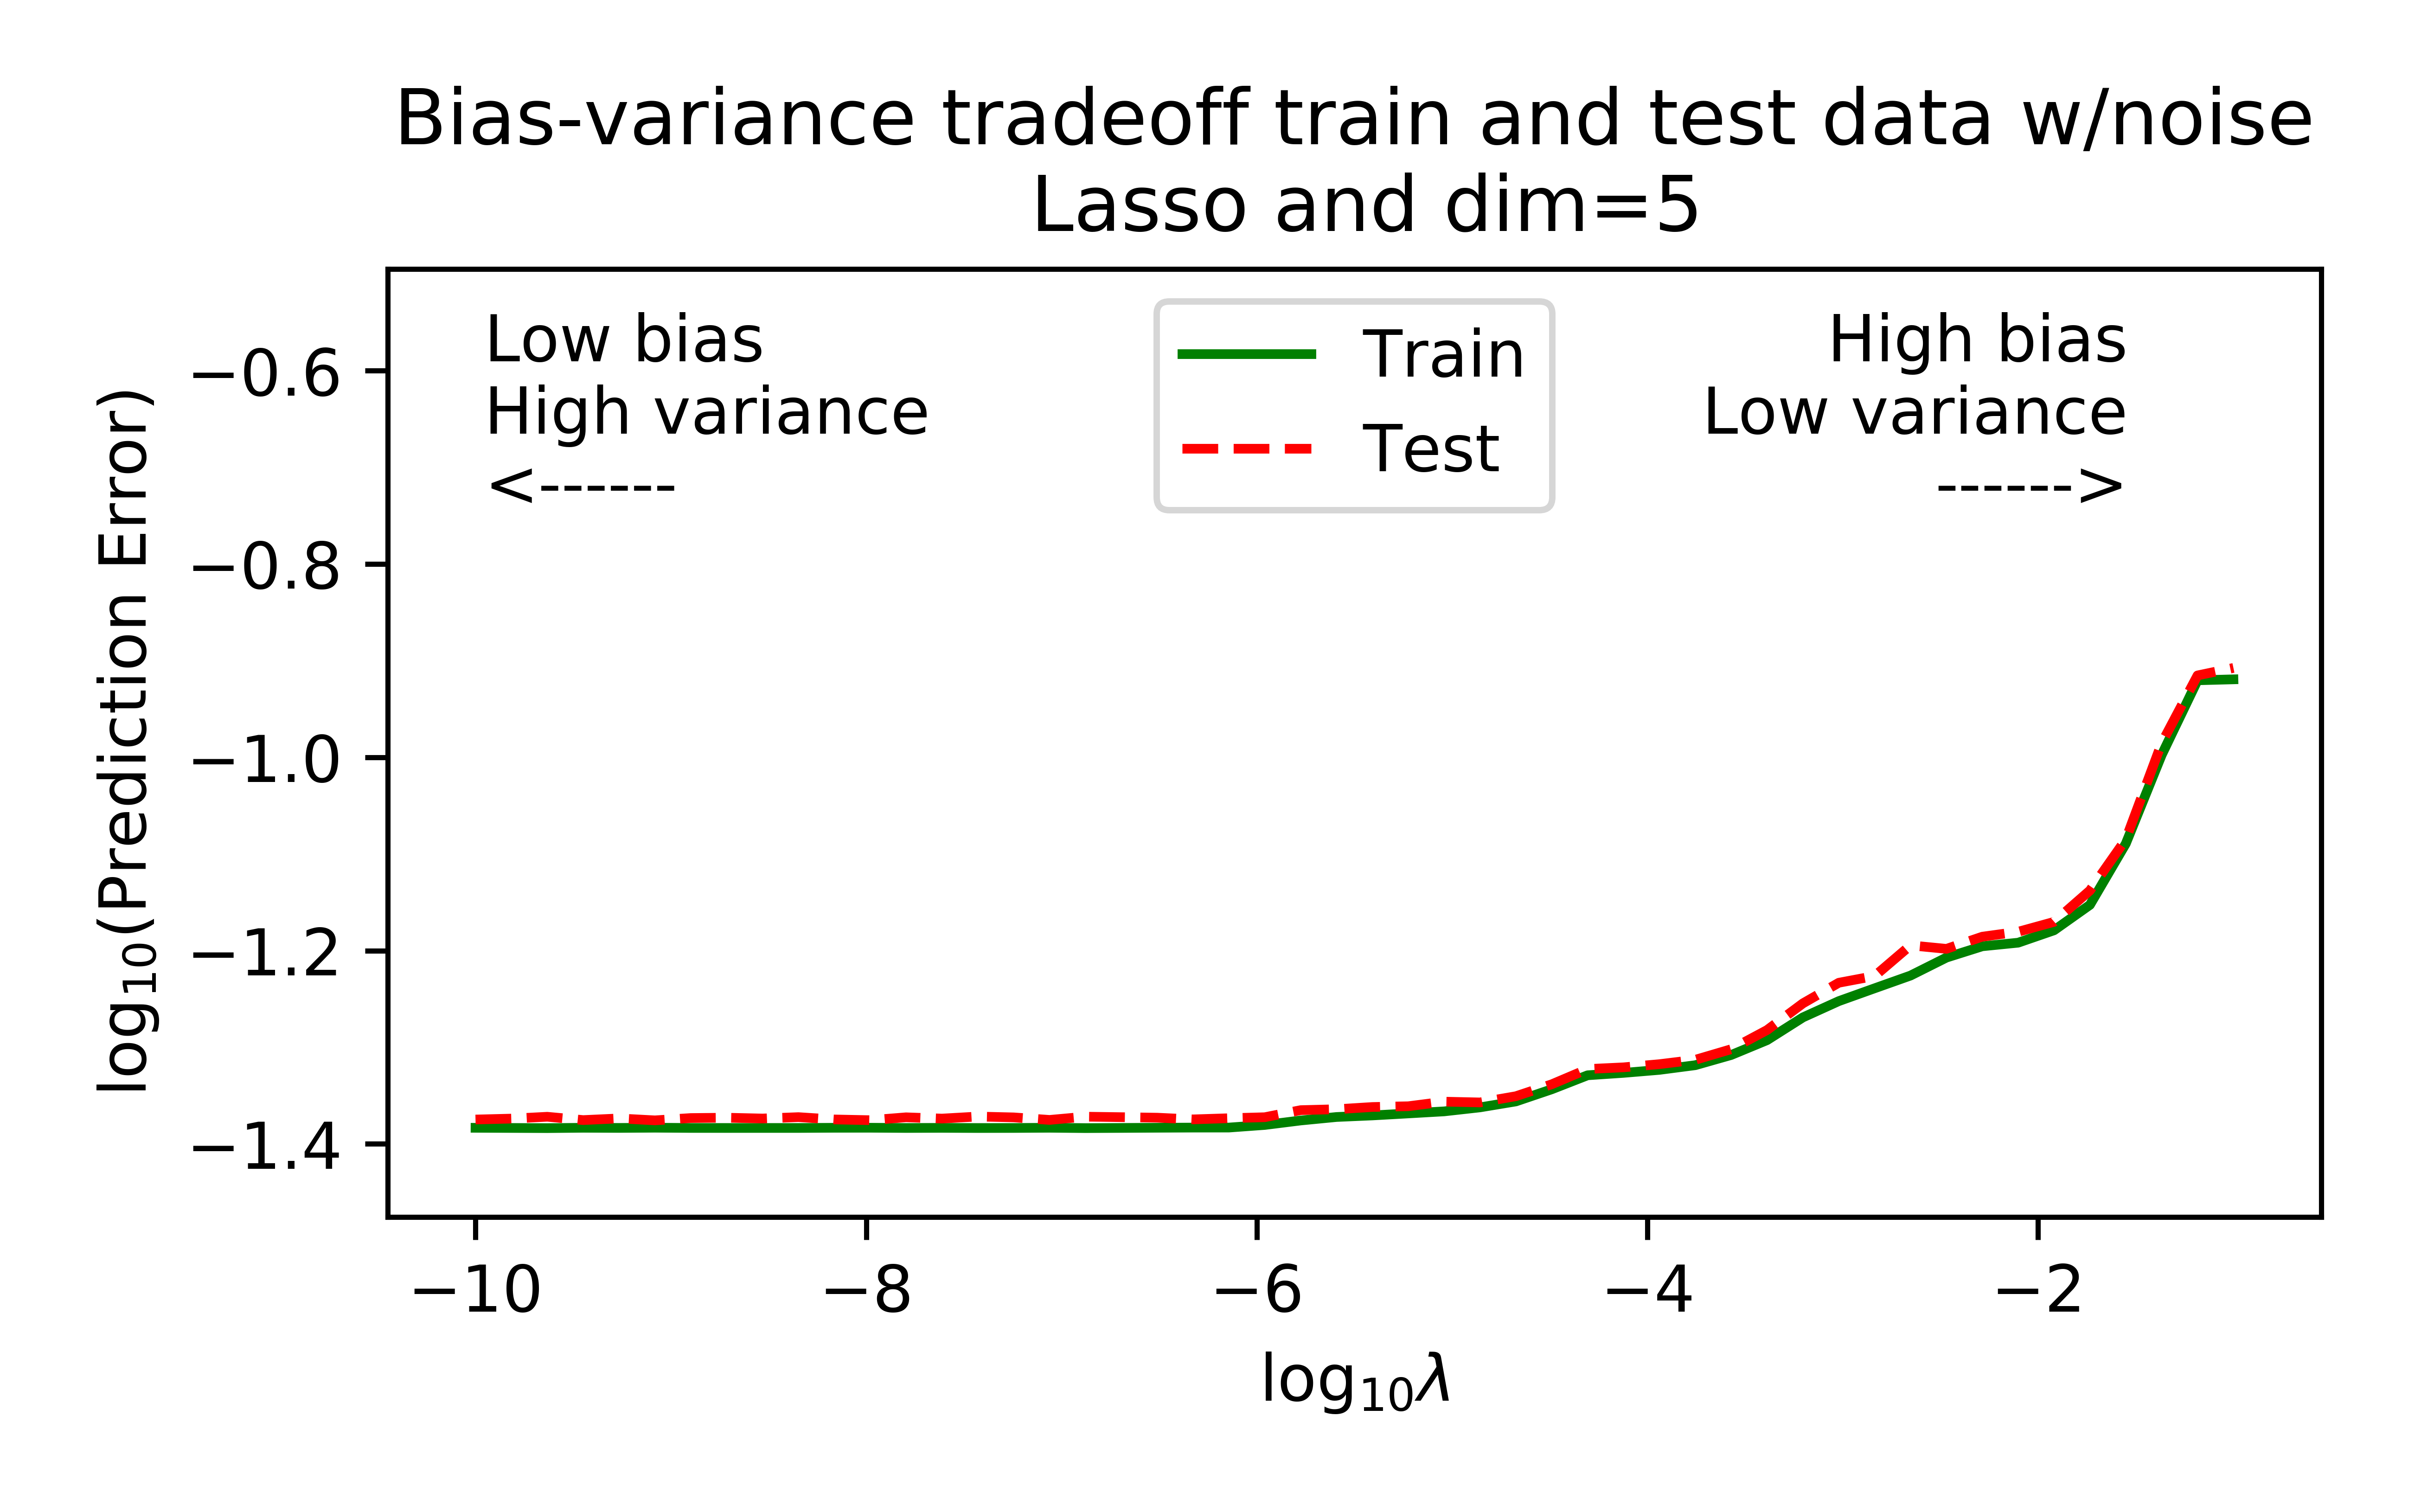 Bias-variance tradeoff train and test data w/noise
Lasso and dim=5
Low bias
High variance
<------
Train
Test
High bias
Low variance
------>
log₁₀(Prediction Error)
−0.6
−0.8
−1.0
−1.2
−1.4
−10
−8
−6
−4
−2
log₁₀λ